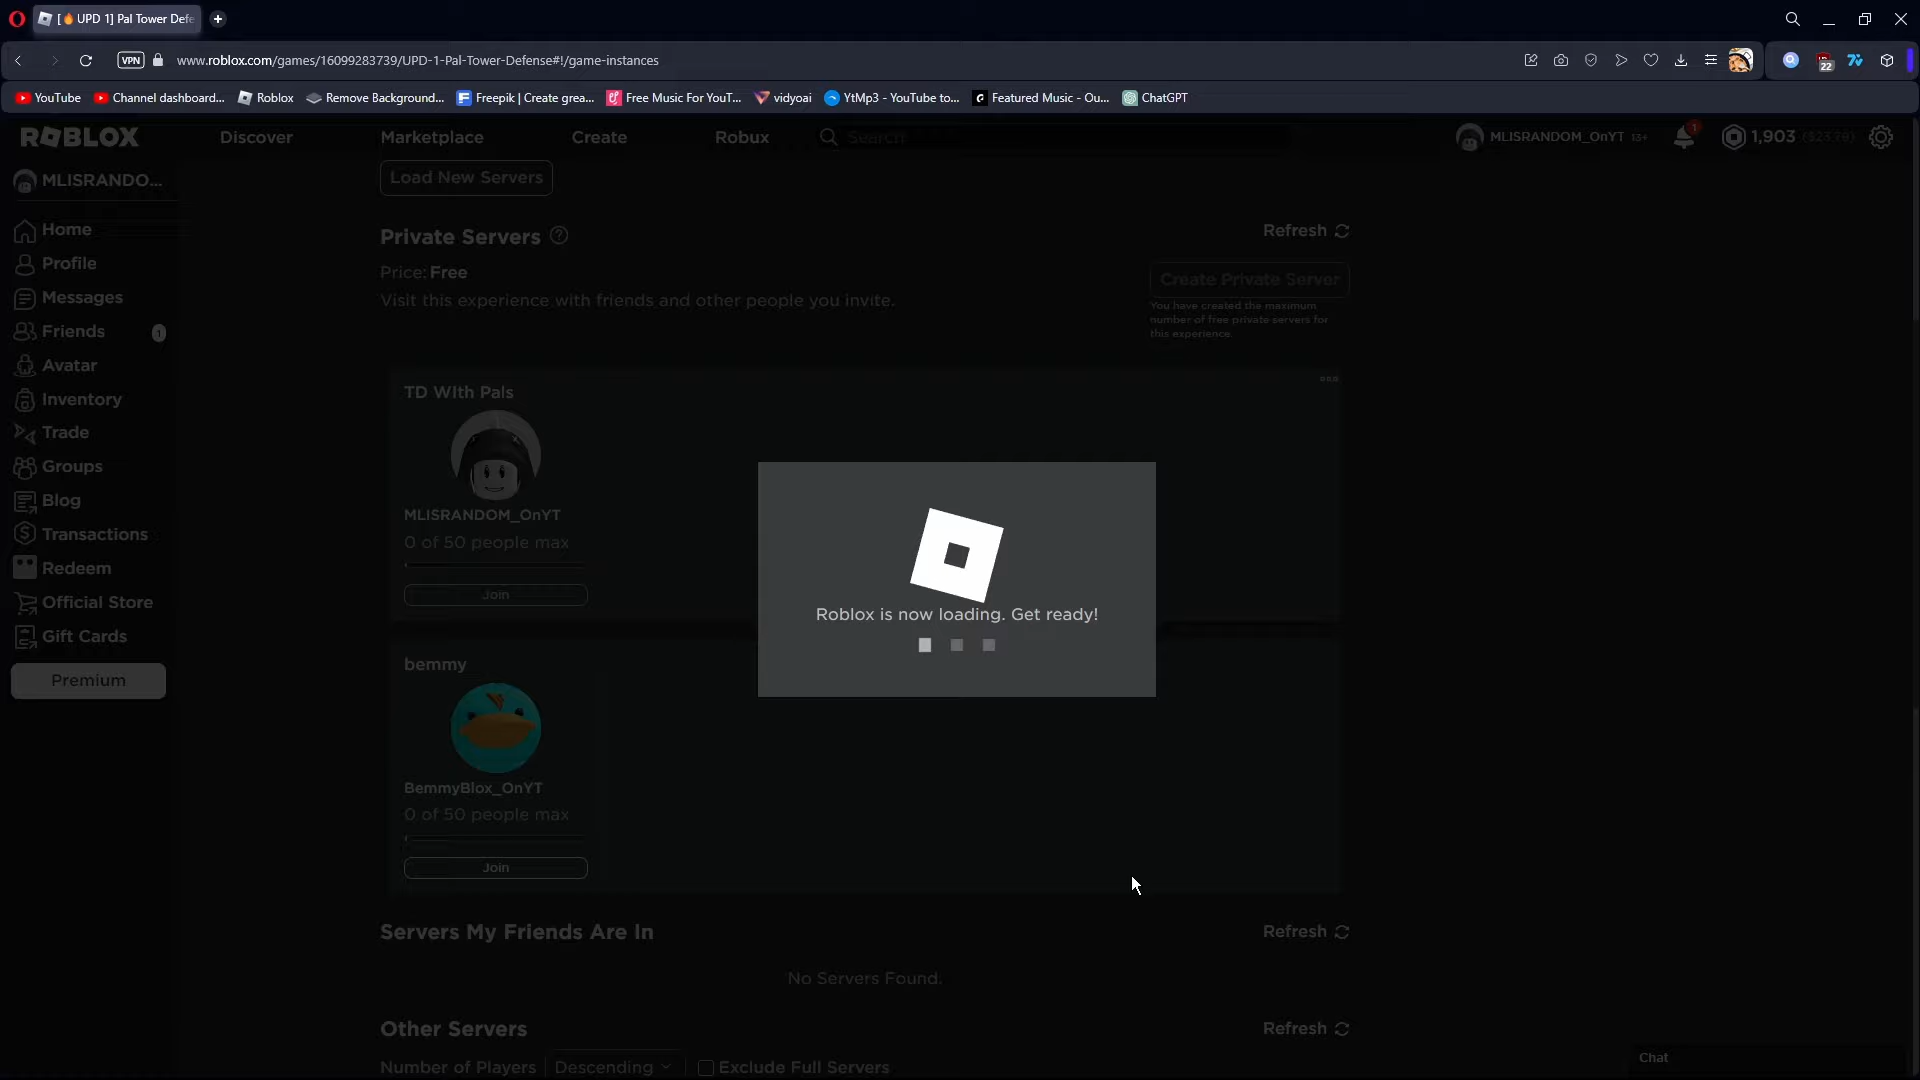 [🔥UPD 1] Pal Tower Defe
VPN
www.roblox.com/games/16099283739/UPD-1-Pal-Tower-Defense#!/game-instances
22
YouTube
Channel dashboard...
Roblox
Remove Background...
Freepik | Create grea...
Free Music For YouT...
vidyoai
YtMp3 - YouTube to...
Featured Music - Ou...
ChatGPT
ROBLOX
Discover
Marketplace
Create
Robux
Search
MLISRANDOM_OnYT 13+
1
1,903
MLISRANDO...
Home
Profile
Messages
Friends
1
Avatar
Inventory
Trade
Groups
Blog
Transactions
Redeem
Official Store
Gift Cards
Premium
Load New Servers
Private Servers
Refresh
Price: Free
Visit this experience with friends and other people you invite.
Create Private Server
You have created the maximum
number of free private servers for
this experience.
TD WIth Pals
MLISRANDOM_OnYT
0 of 50 people max
Join
Roblox is now loading. Get ready!
bemmy
BemmyBlox_OnYT
0 of 50 people max
Join
Servers My Friends Are In
Refresh
No Servers Found.
Other Servers
Refresh
Number of Players
Descending
Exclude Full Servers
Chat